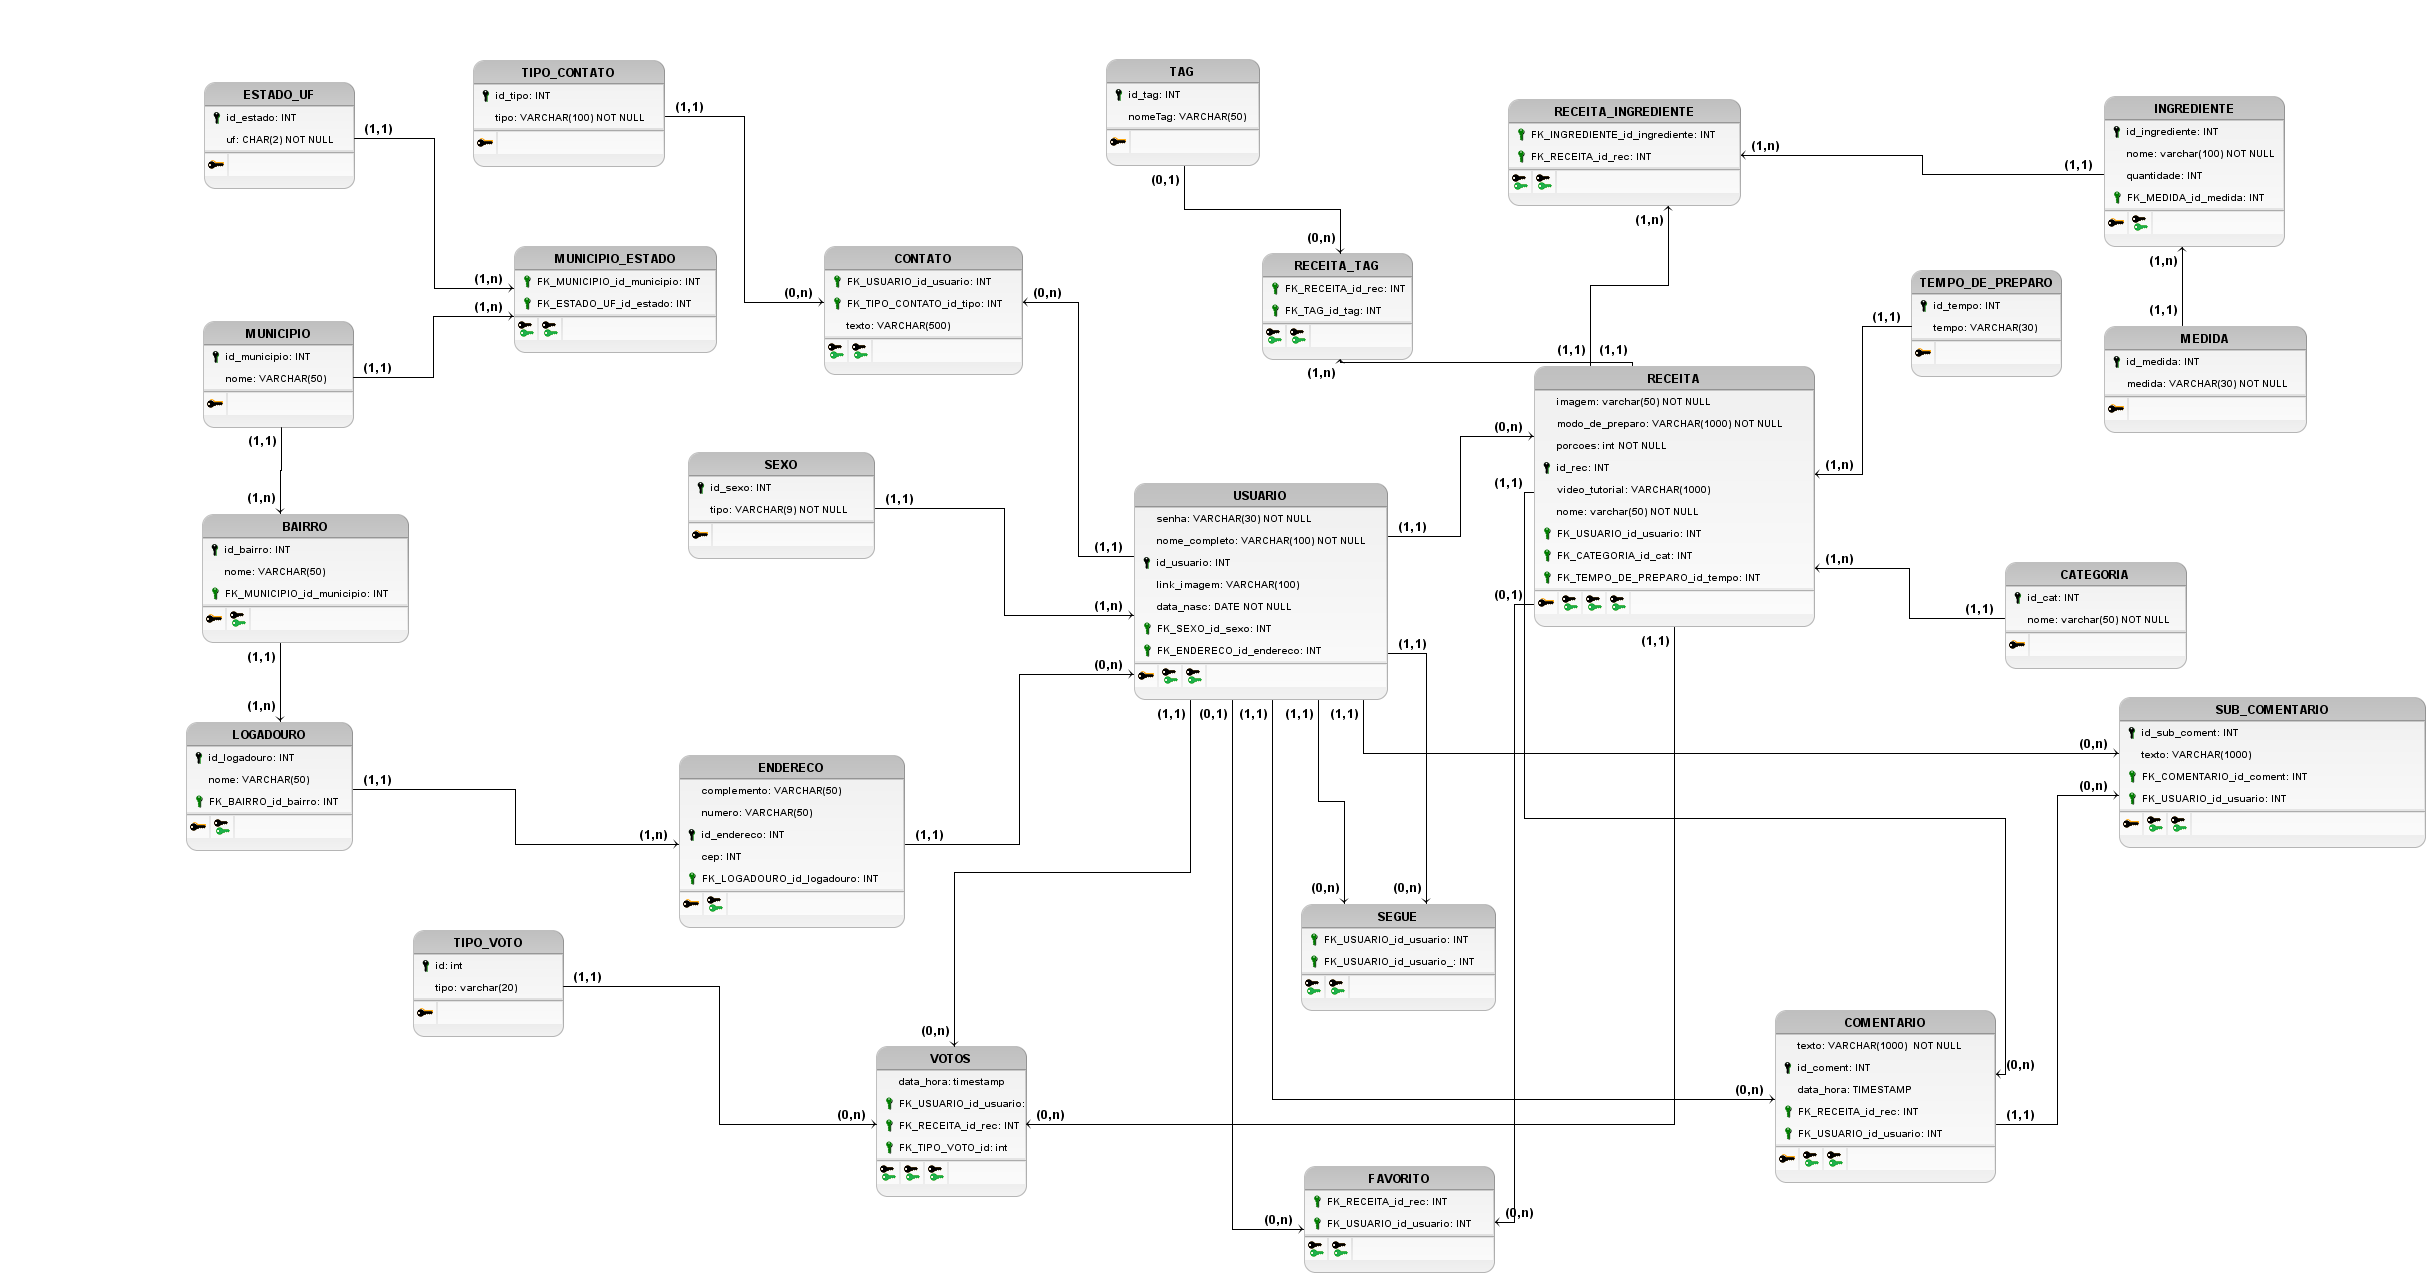 ESTADO_UF
id_estado: INT
uf: CHAR(2) NOT NULL
(1,1)
TIPO_CONTATO
id_tipo: INT
tipo: VARCHAR(100) NOT NULL
(1,1)
TAG
id_tag: INT
nomeTag: VARCHAR(50)
(0,1)
(0,n)
RECEITA_INGREDIENTE
FK_INGREDIENTE_id_ingrediente: INT
FK_RECEITA_id_rec: INT
(1,n)
(1,n)
INGREDIENTE
id_ingrediente: INT
nome: varchar(100) NOT NULL
quantidade: INT
FK_MEDIDA_id_medida: INT
(1,1)
(1,n)
(1,1)
MUNICIPIO_ESTADO
FK_MUNICIPIO_id_municipio: INT
FK_ESTADO_UF_id_estado: INT
(1,n)
(1,n)
CONTATO
FK_USUARIO_id_usuario: INT
FK_TIPO_CONTATO_id_tipo: INT
texto: VARCHAR(500)
(0,n)
(0,n)
RECEITA_TAG
FK_RECEITA_id_rec: INT
FK_TAG_id_tag: INT
(1,n)
(1,1)
(1,1)
TEMPO_DE_PREPARO
id_tempo: INT
tempo: VARCHAR(30)
(1,1)
(1,n)
MEDIDA
id_medida: INT
medida: VARCHAR(30) NOT NULL
MUNICIPIO
id_municipio: INT
nome: VARCHAR(50)
(1,1)
(1,1)
(1,n)
RECEITA
imagem: varchar(50) NOT NULL
modo_de_preparo: VARCHAR(1000) NOT NULL
porcoes: int NOT NULL
id_rec: INT
video_tutorial: VARCHAR(1000)
nome: varchar(50) NOT NULL
FK_USUARIO_id_usuario: INT
FK_CATEGORIA_id_cat: INT
FK_TEMPO_DE_PREPARO_id_tempo: INT
(0,n)
(1,1)
(0,1)
(1,n)
(1,1)
SEXO
id_sexo: INT
tipo: VARCHAR(9) NOT NULL
(1,1)
(1,n)
USUARIO
senha: VARCHAR(30) NOT NULL
nome_completo: VARCHAR(100) NOT NULL
id_usuario: INT
link_imagem: VARCHAR(100)
data_nasc: DATE NOT NULL
FK_SEXO_id_sexo: INT
FK_ENDERECO_id_endereco: INT
(1,1)
(1,1)
(1,1)
(0,n)
(1,1)
(0,1)
(1,1)
(1,1)
(1,1)
BAIRRO
id_bairro: INT
nome: VARCHAR(50)
FK_MUNICIPIO_id_municipio: INT
(1,1)
(1,n)
CATEGORIA
id_cat: INT
nome: varchar(50) NOT NULL
(1,1)
SUB_COMENTARIO
id_sub_coment: INT
texto: VARCHAR(1000)
FK_COMENTARIO_id_coment: INT
FK_USUARIO_id_usuario: INT
(0,n)
(0,n)
LOGADOURO
id_logadouro: INT
nome: VARCHAR(50)
FK_BAIRRO_id_bairro: INT
(1,1)
(1,n)
ENDERECO
complemento: VARCHAR(50)
numero: VARCHAR(50)
id_endereco: INT
cep: INT
FK_LOGADOURO_id_logadouro: INT
(1,1)
(0,n)
(0,n)
SEGUE
FK_USUARIO_id_usuario: INT
FK_USUARIO_id_usuario_: INT
TIPO_VOTO
id: int
tipo: varchar(20)
(1,1)
(0,n)
VOTOS
data_hora: timestamp
FK_USUARIO_id_usuario:
FK_RECEITA_id_rec: INT
FK_TIPO_VOTO_id: int
(0,n)
(0,n)
COMENTARIO
texto: VARCHAR(1000) NOT NULL
id_coment: INT
data_hora: TIMESTAMP
FK_RECEITA_id_rec: INT
FK_USUARIO_id_usuario: INT
(0,n)
(0,n)
(1,1)
FAVORITO
FK_RECEITA_id_rec: INT
FK_USUARIO_id_usuario: INT
(0,n)
(0,n)